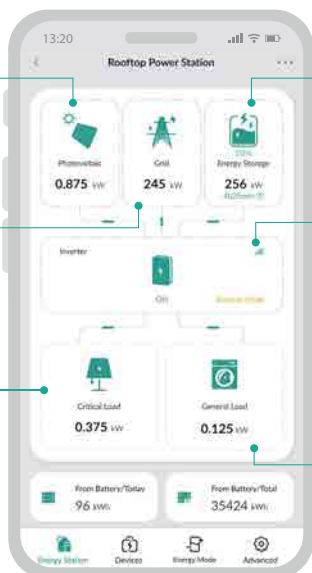 13:20
Rooftop Power Station
Photovoltaic
Grid
Energy Storage
0.875 kW
245 kW
256 kW
Inverter
On
Critical Load
General Load
0.375 kW
0.125 kW
From Battery/Today
96 kWh
From Battery/Total
35424 kWh
Energy Station
Devices
Energy Mode
Advanced